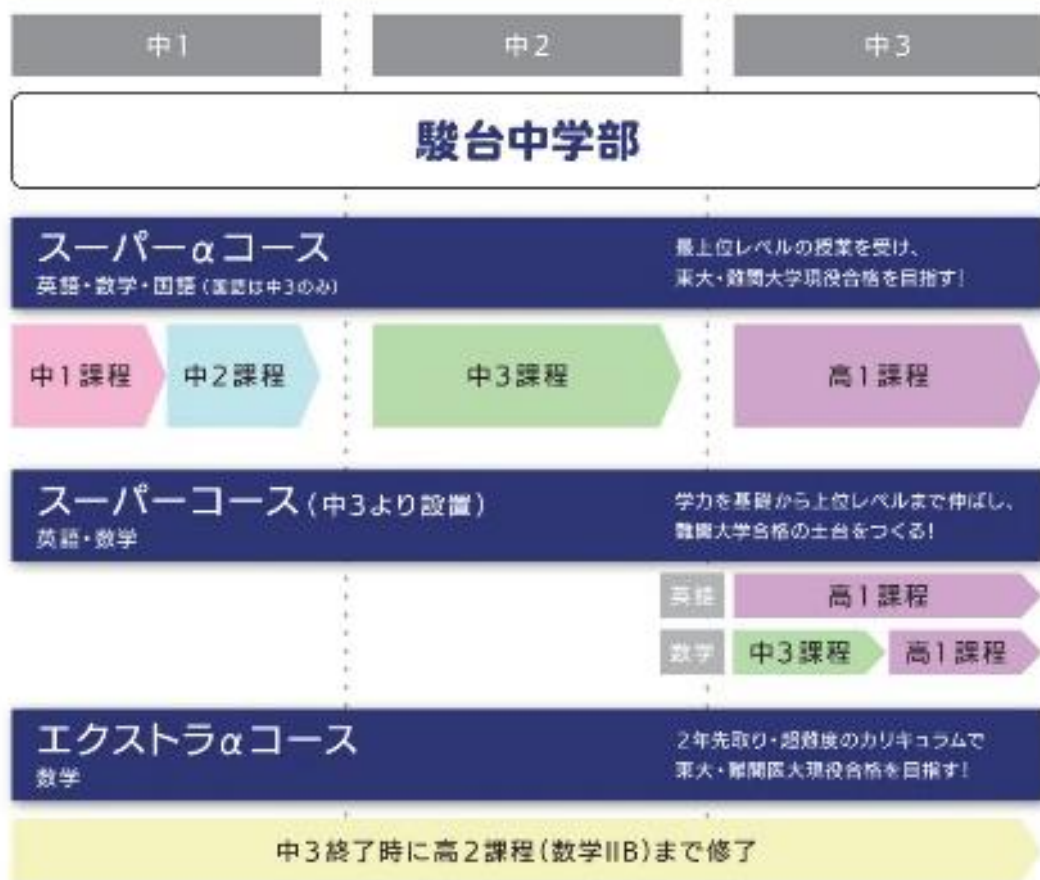 中1
中2
中3
駿台中学部
スーパーαコース
英語・数学・国語(国語は中3のみ)
最上位レベルの授業を受け、
東大・難関大学現役合格を目指す!
中1課程
中2課程
中3課程
高1課程
スーパーコース(中3より設置)
英語・数学
学力を基礎から上位レベルまで伸ばし、
難関大学合格の土台をつくる!
英語
高1課程
数学
中3課程
高1課程
エクストラαコース
数学
2年先取り・超難度のカリキュラムで
東大・難関医大現役合格を目指す!
中3終了時に高2課程(数学IIB)まで修了